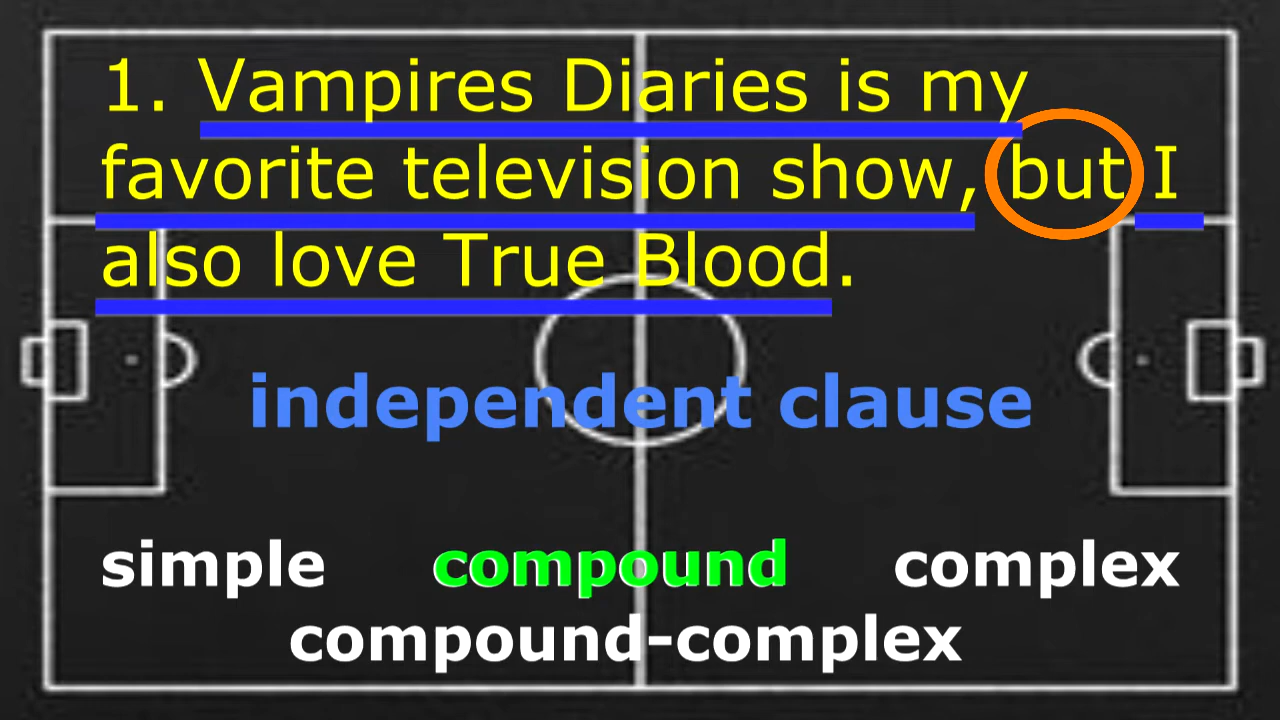 1. Vampires Diaries is my
favorite television show, but I
also love True Blood.
independent clause
simple compound complex
compound-complex